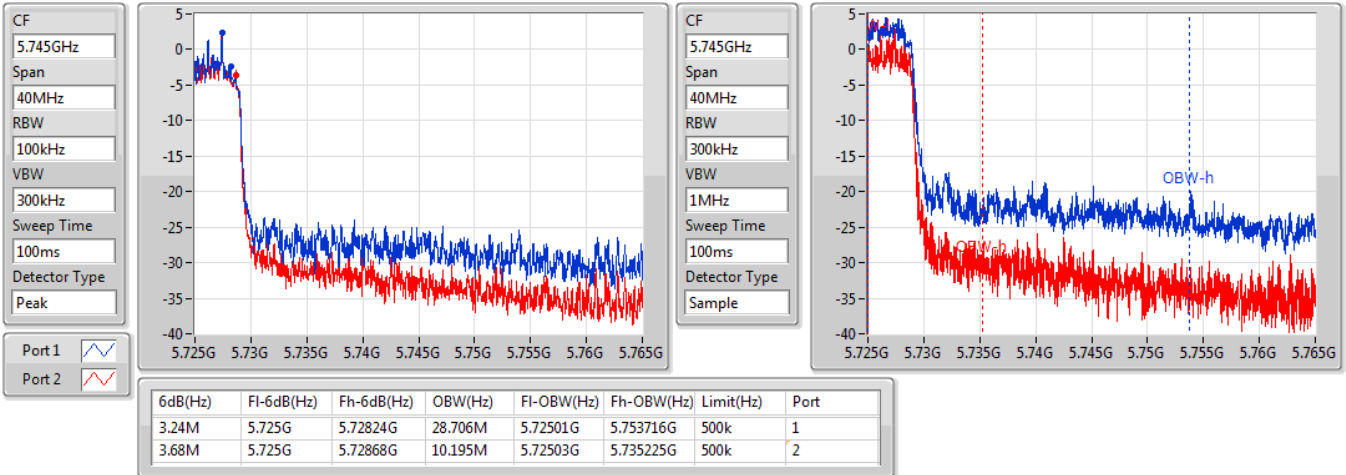 CF
5.745GHz
Span
40MHz
RBW
100kHz
VBW
300kHz
Sweep Time
100ms
Detector Type
Peak
Port 1
Port 2
5
0
-5
-10
-15
-20
-25
-30
-35
-40
5.725G 5.73G 5.735G 5.74G 5.745G 5.75G 5.755G 5.76G 5.765G
CF
5.745GHz
Span
40MHz
RBW
300kHz
VBW
1MHz
Sweep Time
100ms
Detector Type
Sample
5
0
-5
-10
-15
-20
-25
-30
-35
-40
OBW-h
OBW-h
5.725G 5.73G 5.735G 5.74G 5.745G 5.75G 5.755G 5.76G 5.765G
6dB(Hz) Fl-6dB(Hz) Fh-6dB(Hz) OBW(Hz) Fl-OBW(Hz) Fh-OBW(Hz) Limit(Hz) Port
3.24M 5.725G 5.72824G 28.706M 5.72501G 5.753716G 500k 1
3.68M 5.725G 5.72868G 10.195M 5.72503G 5.735225G 500k 2